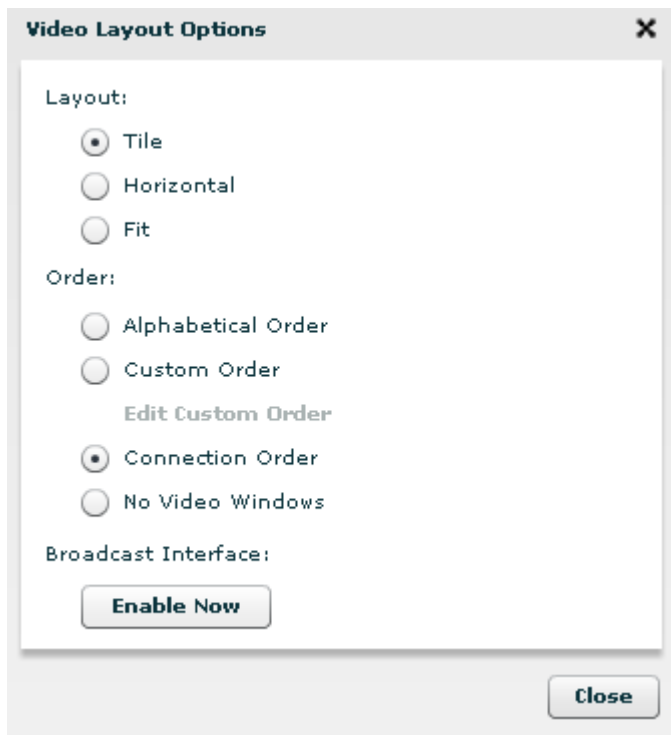 Video Layout Options
Layout:
Tile
Horizontal
Fit
Order:
Alphabetical Order
Custom Order
Edit Custom Order
Connection Order
No Video Windows
Broadcast Interface:
Enable Now
Close